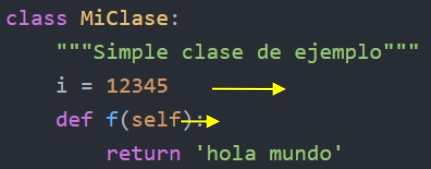 class MiClase:
    """Simple clase de ejemplo"""
    i = 12345
    def f(self):
        return 'hola mundo'